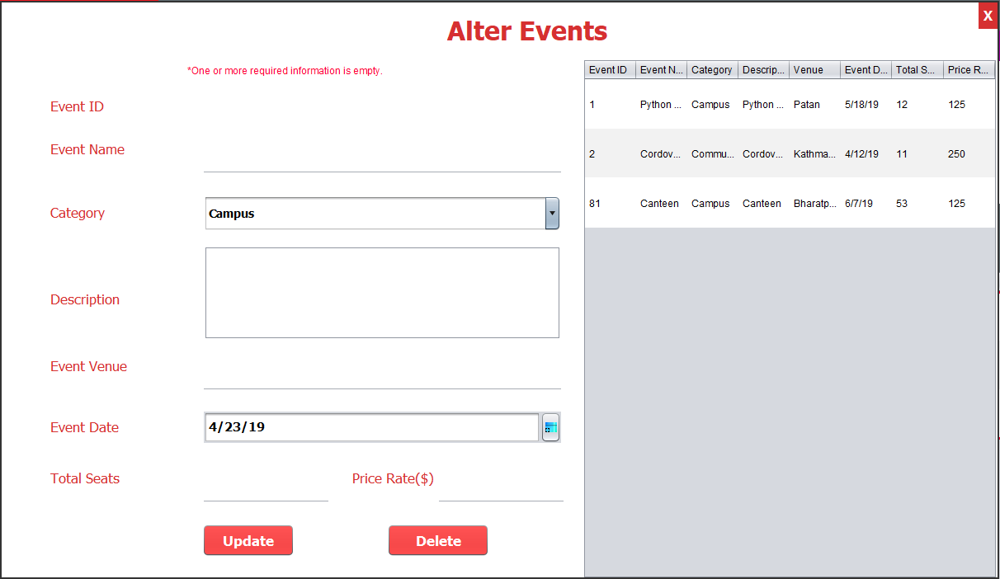 X
Alter Events
*One or more required information is empty.
Event ID
Event Name
Category
Campus
Description
Event Venue
Event Date
4/23/19
Total Seats
Price Rate($)
Update
Delete
Event ID Event N... Category Descrip... Venue Event D... Total S... Price R...
1 Python ... Campus Python ... Patan 5/18/19 12 125
2 Cordov... Commu... Cordov... Kathma... 4/12/19 11 250
81 Canteen Campus Canteen Bharatp... 6/7/19 53 125